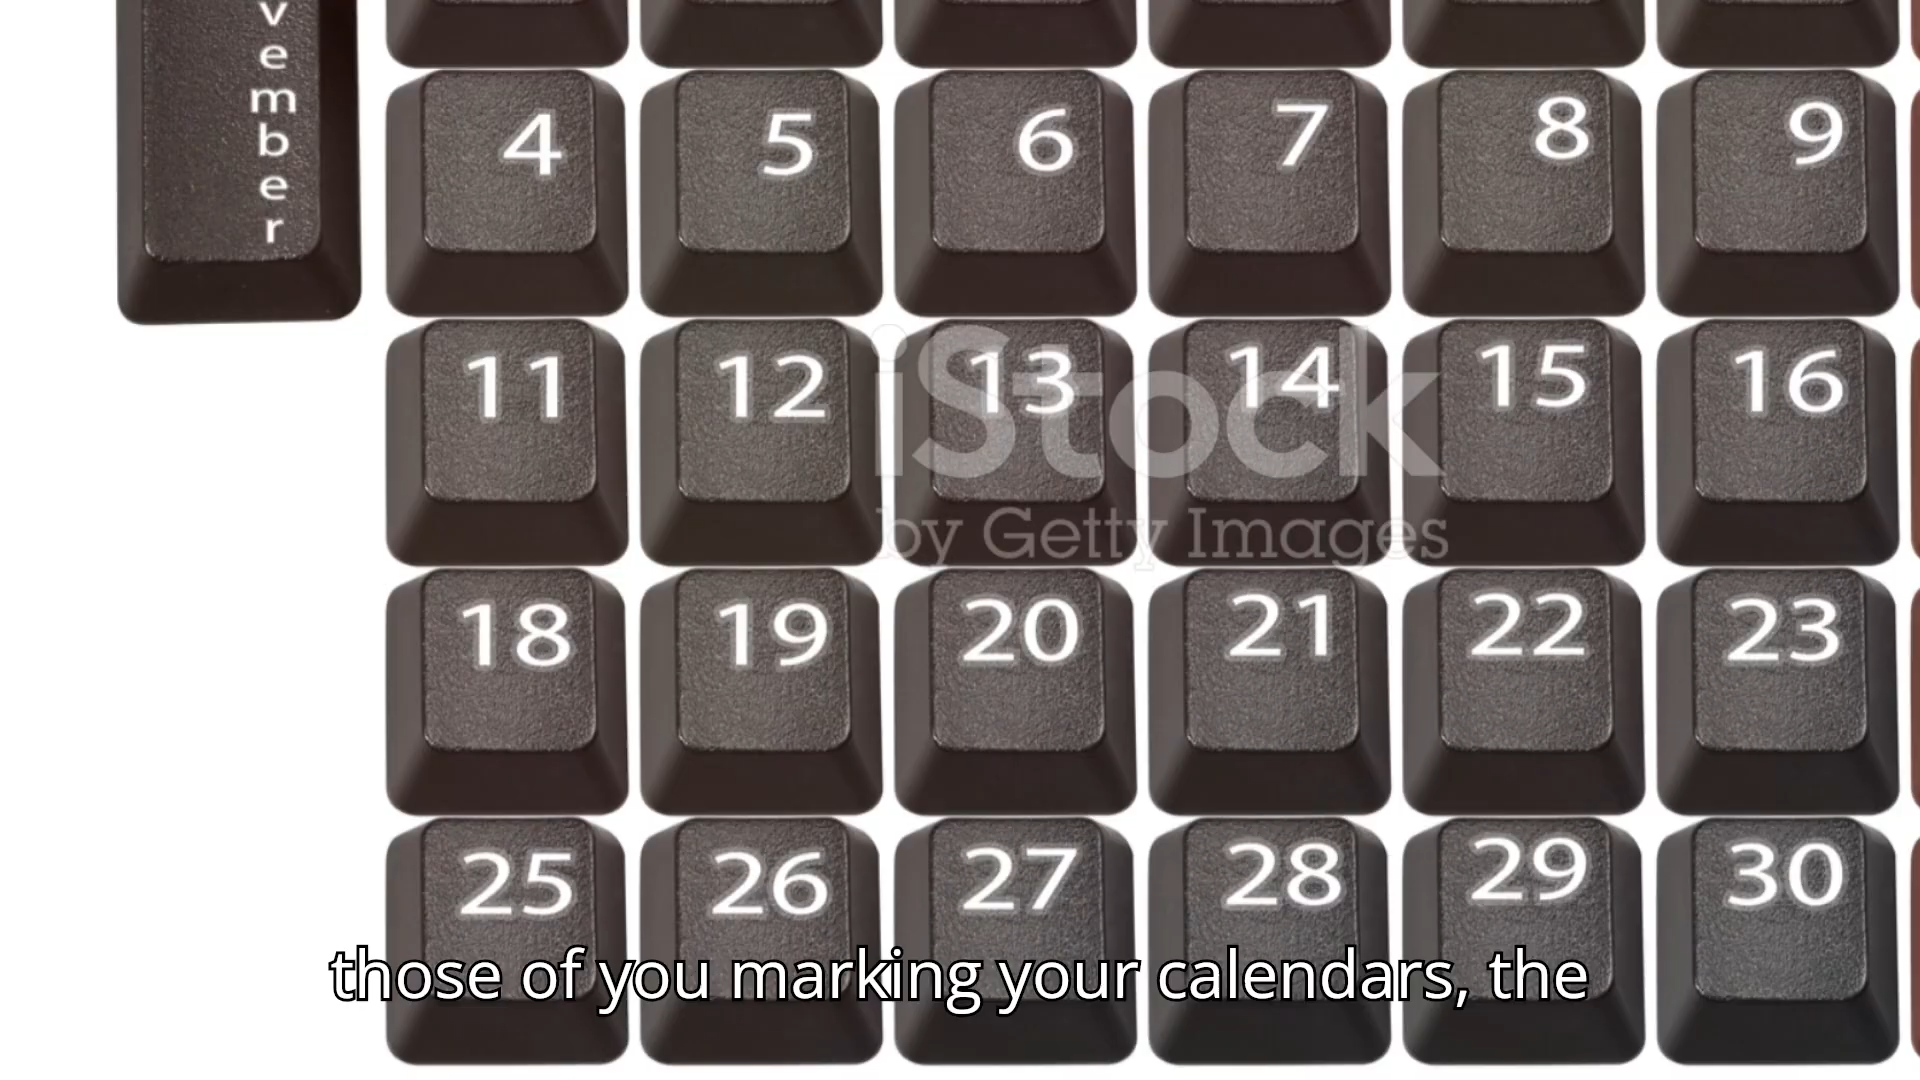 vember
4 5 6 7 8 9
11 12 13 14 15 16
iStock
by Getty Images
18 19 20 21 22 23
25 26 27 28 29 30
those of you marking your calendars, the